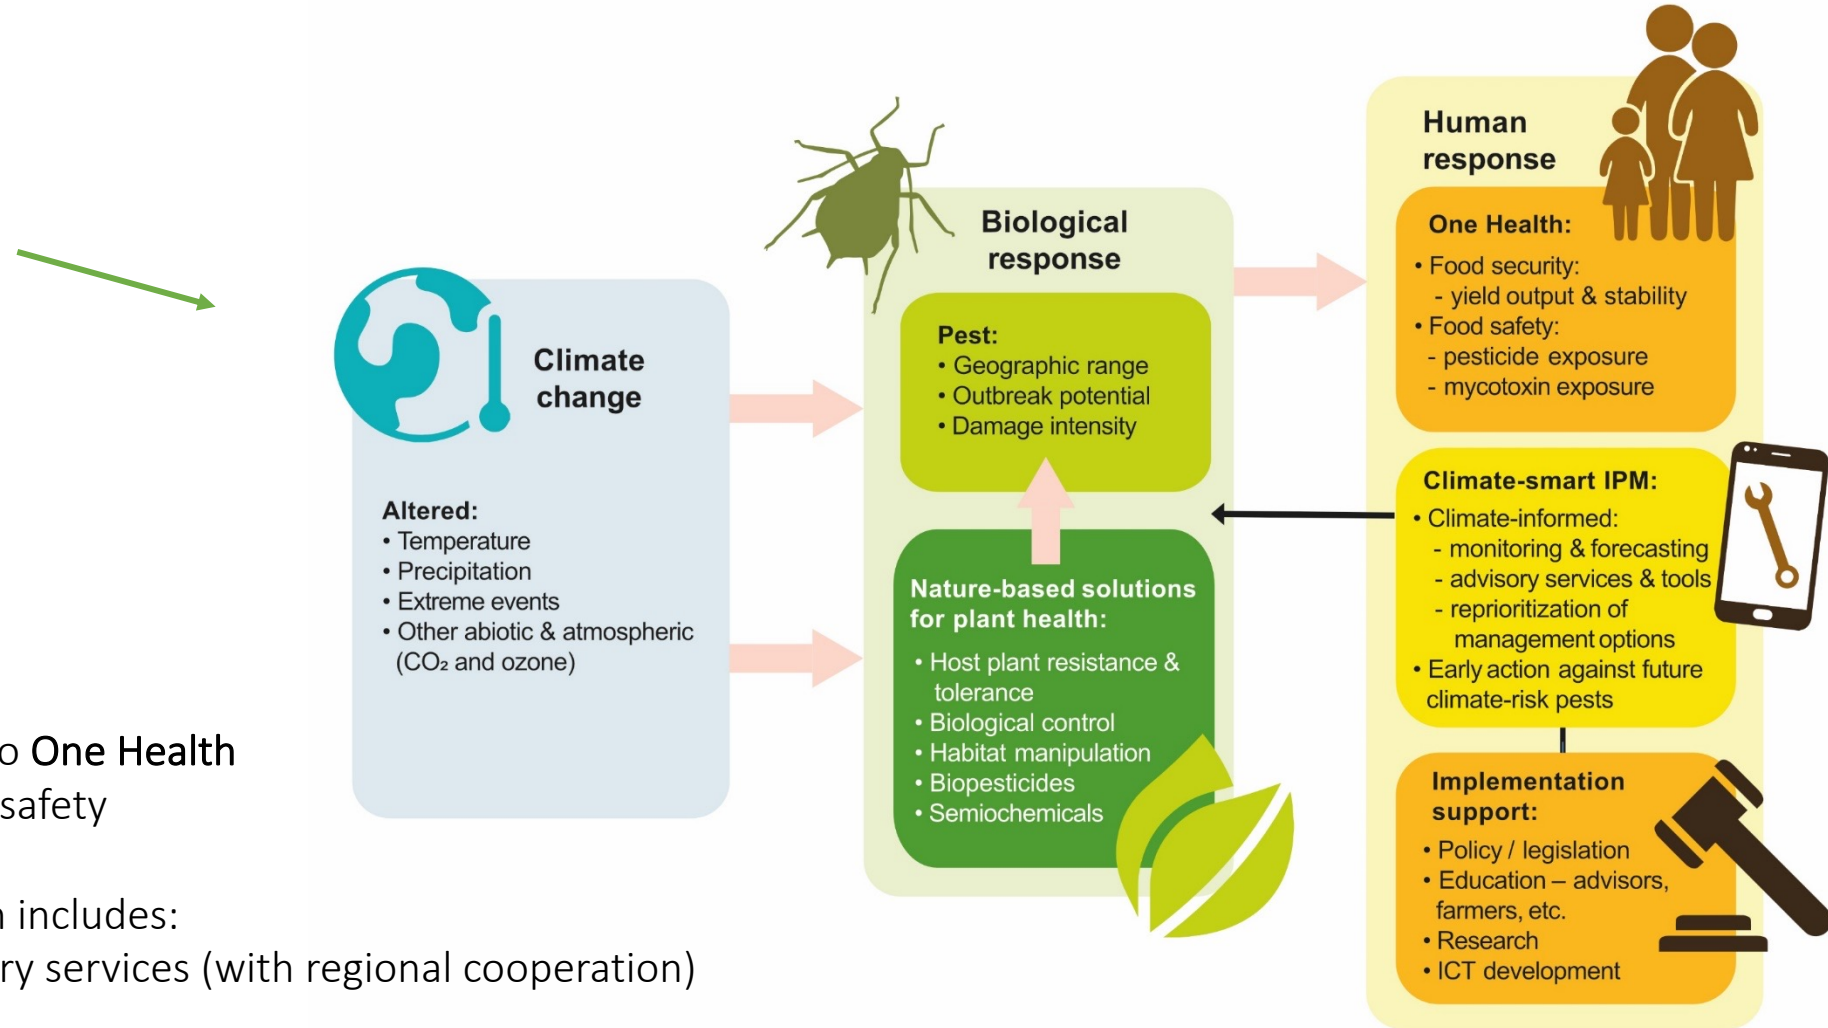 Climate
change
Altered:
• Temperature
• Precipitation
• Extreme events
• Other abiotic & atmospheric
(CO₂ and ozone)
Biological
response
Pest:
• Geographic range
• Outbreak potential
• Damage intensity
Nature-based solutions
for plant health:
• Host plant resistance &
tolerance
• Biological control
• Habitat manipulation
• Biopesticides
• Semiochemicals
Human
response
One Health:
• Food security:
- yield output & stability
• Food safety:
- pesticide exposure
- mycotoxin exposure
Climate-smart IPM:
• Climate-informed:
- monitoring & forecasting
- advisory services & tools
- reprioritization of
management options
• Early action against future
climate-risk pests
Implementation
support:
• Policy / legislation
• Education – advisors,
farmers, etc.
• Research
• ICT development
o One Health
safety
includes:
ry services (with regional cooperation)